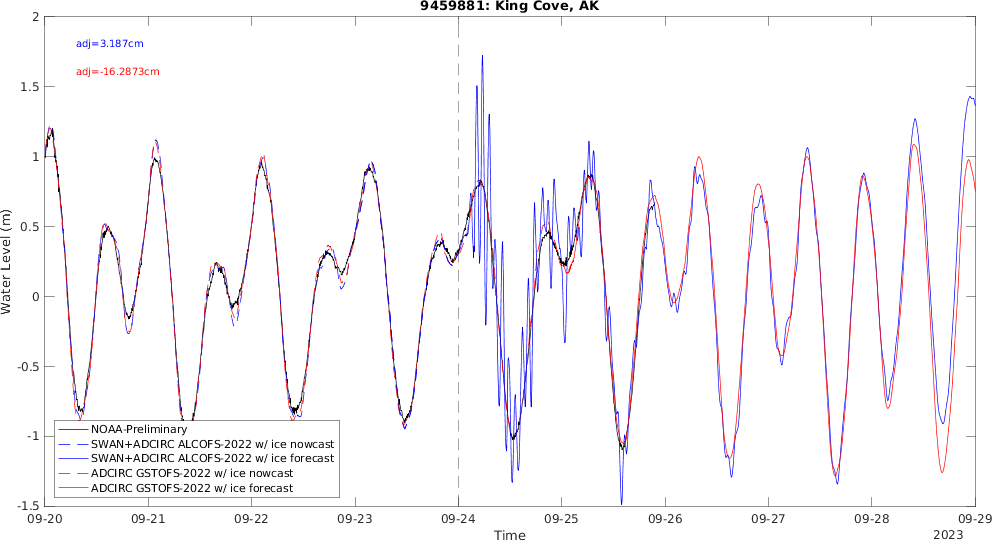 9459881: King Cove, AK
adj=3.187cm
adj=-16.2873cm
Water Level (m)
2
1.5
1
0.5
0
-0.5
-1
-1.5
NOAA-Preliminary
SWAN+ADCIRC ALCOFS-2022 w/ ice nowcast
SWAN+ADCIRC ALCOFS-2022 w/ ice forecast
ADCIRC GSTOFS-2022 w/ ice nowcast
ADCIRC GSTOFS-2022 w/ ice forecast
09-20 09-21 09-22 09-23 09-24 09-25 09-26 09-27 09-28 09-29
Time
2023